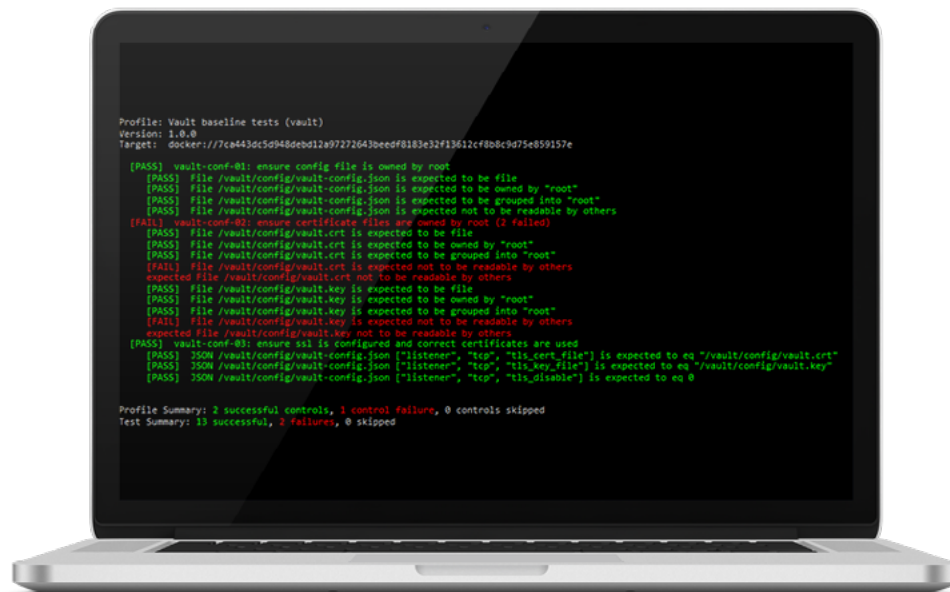 Profile: Vault baseline tests (vault)
Version: 1.0.0
Target:  docker://7ca443dc5d948debd12a97272643beedf8183e32f13612cf8b8c9d75e859157e
[PASS]  vault-conf-01: ensure config file is owned by root
[PASS]  File /vault/config/vault-config.json is expected to be file
[PASS]  File /vault/config/vault-config.json is expected to be owned by "root"
[PASS]  File /vault/config/vault-config.json is expected to be grouped into "root"
[PASS]  File /vault/config/vault-config.json is expected not to be readable by others
[FAIL]  vault-conf-02: ensure certificate files are owned by root (2 failed)
[PASS]  File /vault/config/vault.crt is expected to be file
[PASS]  File /vault/config/vault.crt is expected to be owned by "root"
[PASS]  File /vault/config/vault.crt is expected to be grouped into "root"
[FAIL]  File /vault/config/vault.crt is expected not to be readable by others
expected File /vault/config/vault.crt not to be readable by others
[PASS]  File /vault/config/vault.key is expected to be file
[PASS]  File /vault/config/vault.key is expected to be owned by "root"
[PASS]  File /vault/config/vault.key is expected to be grouped into "root"
[FAIL]  File /vault/config/vault.key is expected not to be readable by others
expected File /vault/config/vault.key not to be readable by others
[PASS]  vault-conf-03: ensure ssl is configured and correct certificates are used
[PASS]  JSON /vault/config/vault-config.json ["listener", "tcp", "tls_cert_file"] is expected to eq "/vault/config/vault.crt"
[PASS]  JSON /vault/config/vault-config.json ["listener", "tcp", "tls_key_file"] is expected to eq "/vault/config/vault.key"
[PASS]  JSON /vault/config/vault-config.json ["listener", "tcp", "tls_disable"] is expected to eq 0
Profile Summary: 2 successful controls, 1 control failure, 0 controls skipped
Test Summary: 13 successful, 2 failures, 0 skipped